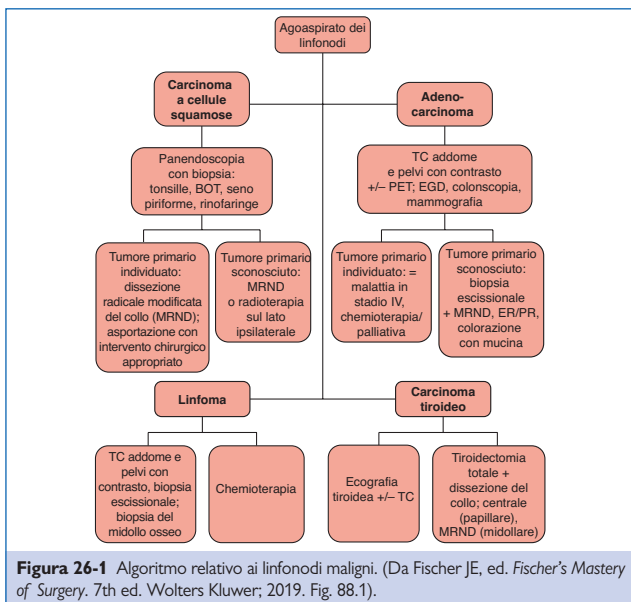 Agoaspirato dei
linfonodi
Carcinoma
a cellule
squamose
Adeno-
carcinoma
Panendoscopia
con biopsia:
tonsille, BOT, seno
piriforme, rinofaringe
TC addome
e pelvi con contrasto
+/– PET; EGD, colonscopia,
mammografia
Tumore primario
individuato:
dissezione
radicale modificata
del collo (MRND);
asportazione con
intervento chirurgico
appropriato
Tumore primario
sconosciuto:
MRND
o radioterapia
sul lato
ipsilaterale
Tumore primario
individuato: =
malattia in
stadio IV,
chemioterapia/
palliativa
Tumore primario
sconosciuto:
biopsia
escissionale
+ MRND, ER/PR,
colorazione
con mucina
Linfoma
Carcinoma
tiroideo
TC addome e
pelvi con
contrasto, biopsia
escissionale;
biopsia del
midollo osseo
Chemioterapia
Ecografia
tiroidea +/– TC
Tiroidectomia
totale +
dissezione del
collo; centrale
(papillare),
MRND (midollare)
Figura 26-1 Algoritmo relativo ai linfonodi maligni. (Da Fischer JE, ed. Fischer's Mastery
of Surgery. 7th ed. Wolters Kluwer; 2019. Fig. 88.1).